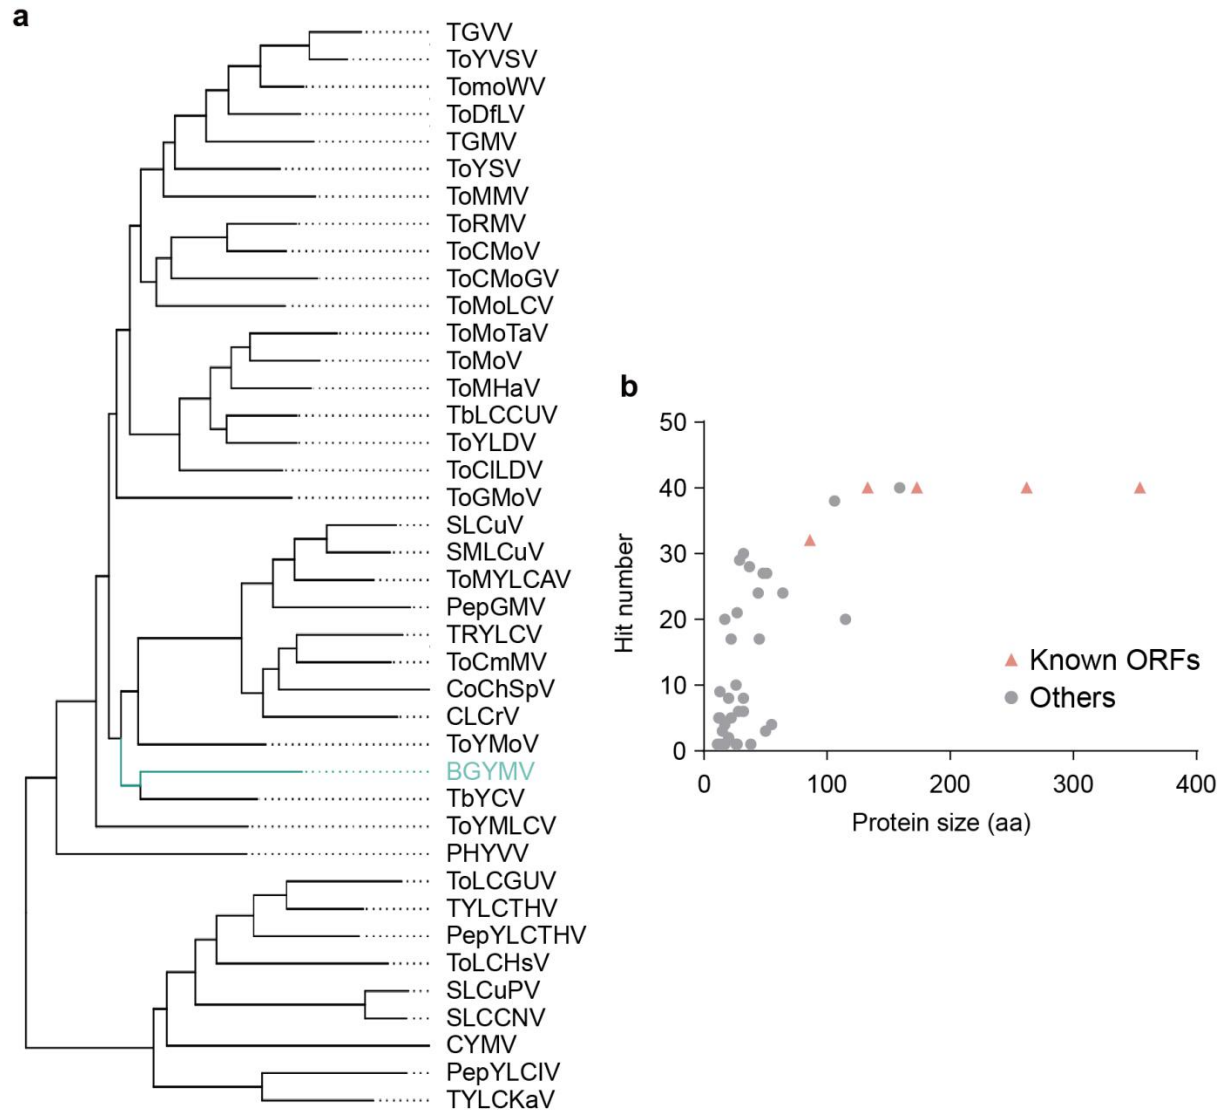 a
TGVV
ToYVSV
TomoWV
ToDfLV
TGMV
ToYSV
ToMMV
ToRMV
ToCMoV
ToCMoGV
ToMoLCV
ToMoTaV
ToMoV
ToMHaV
TbLCCUV
ToYLDV
ToClLDV
ToGMoV
SLCuV
SMLCuV
ToMYLCAV
PepGMV
TRYLCV
ToCmMV
CoChSpV
CLCrV
ToYMoV
BGYMV
TbYCV
ToYMLCV
PHYVV
ToLCGUV
TYLCTHV
PepYLCTHV
ToLCHsV
SLCuPV
SLCCNV
CYMV
PepYLCIV
TYLCKaV
b
50
40
30
20
10
0
Hit number
Known ORFs
Others
0 100 200 300 400
Protein size (aa)